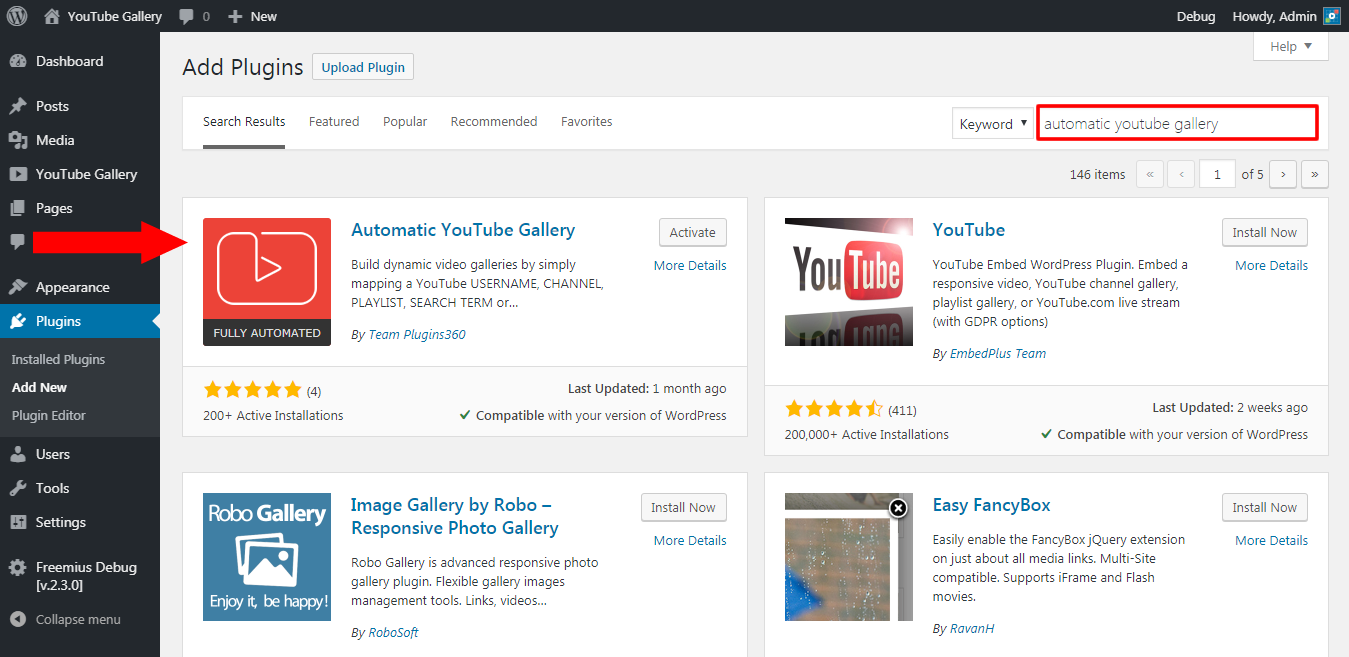 YouTube Gallery
0
New
Debug
Howdy, Admin
Dashboard
Posts
Media
YouTube Gallery
Pages
Appearance
Plugins
Installed Plugins
Add New
Plugin Editor
Users
Tools
Settings
Freemius Debug
[v.2.3.0]
Collapse menu
Help ▼
Add Plugins
Upload Plugin
Search Results
Featured
Popular
Recommended
Favorites
Keyword ▼
automatic youtube gallery
146 items
«
‹
1
of 5
›
»
FULLY AUTOMATED
Automatic YouTube Gallery
Activate
More Details
Build dynamic video galleries by simply
mapping a YouTube USERNAME, CHANNEL,
PLAYLIST, SEARCH TERM or...
By Team Plugins360
(4)
200+ Active Installations
Last Updated: 1 month ago
✓ Compatible with your version of WordPress
YouTube
YouTube
Install Now
More Details
YouTube Embed WordPress Plugin. Embed a
responsive video, YouTube channel gallery,
playlist gallery, or YouTube.com live stream
(with GDPR options)
By EmbedPlus Team
(411)
200,000+ Active Installations
Last Updated: 2 weeks ago
✓ Compatible with your version of WordPress
Robo Gallery
Enjoy it, be happy!
Image Gallery by Robo –
Responsive Photo Gallery
Install Now
More Details
Robo Gallery is advanced responsive photo
gallery plugin. Flexible gallery images
management tools. Links, videos...
By RoboSoft
Easy FancyBox
Install Now
More Details
Easily enable the FancyBox jQuery extension
on just about all media links. Multi-Site
compatible. Supports iFrame and Flash
movies.
By RavanH